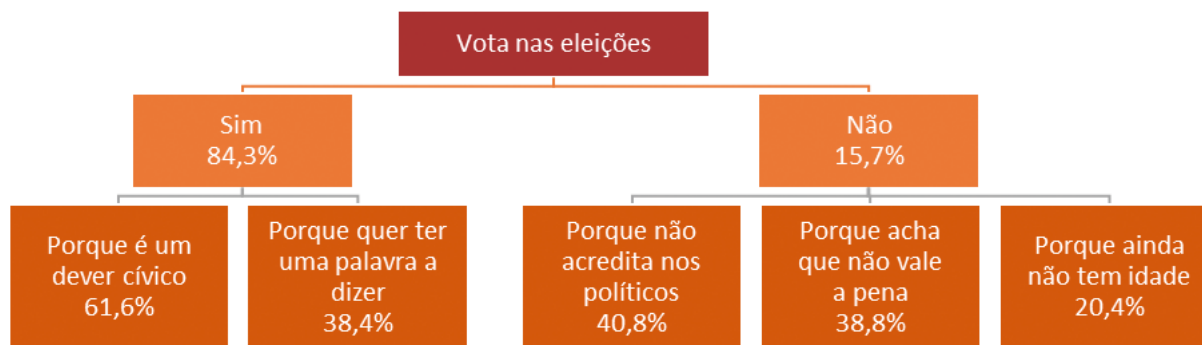 Vota nas eleições
Sim
84,3%
Não
15,7%
Porque é um
dever cívico
61,6%
Porque quer ter
uma palavra a
dizer
38,4%
Porque não
acredita nos
políticos
40,8%
Porque acha
que não vale
a pena
38,8%
Porque ainda
não tem idade
20,4%